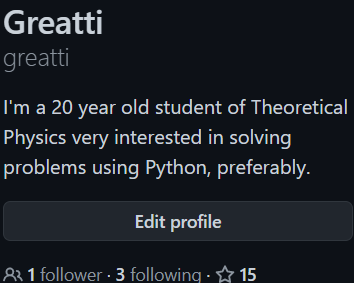 Greatti
greatti
I'm a 20 year old student of Theoretical
Physics very interested in solving
problems using Python, preferably.
Edit profile
1 follower · 3 following · 15